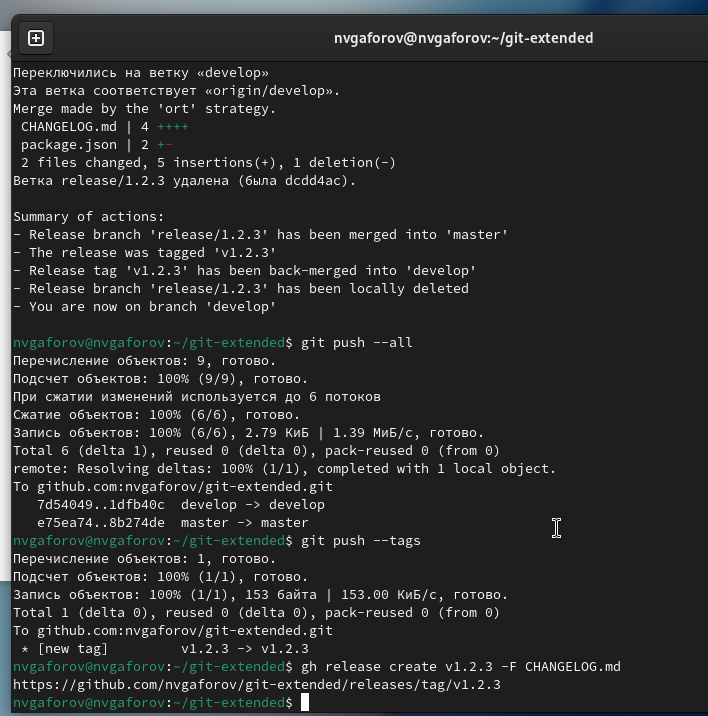 nvgaforov@nvgaforov:~/git-extended
Переключились на ветку «develop»
Эта ветка соответствует «origin/develop».
Merge made by the 'ort' strategy.
 CHANGELOG.md | 4 ++++
 package.json | 2 +-
 2 files changed, 5 insertions(+), 1 deletion(-)
Ветка release/1.2.3 удалена (была dcdd4ac).

Summary of actions:
- Release branch 'release/1.2.3' has been merged into 'master'
- The release was tagged 'v1.2.3'
- Release tag 'v1.2.3' has been back-merged into 'develop'
- Release branch 'release/1.2.3' has been locally deleted
- You are now on branch 'develop'

nvgaforov@nvgaforov:~/git-extended$ git push --all
Перечисление объектов: 9, готово.
Подсчет объектов: 100% (9/9), готово.
При сжатии изменений используется до 6 потоков
Сжатие объектов: 100% (6/6), готово.
Запись объектов: 100% (6/6), 2.79 КиБ | 1.39 МиБ/с, готово.
Total 6 (delta 1), reused 0 (delta 0), pack-reused 0 (from 0)
remote: Resolving deltas: 100% (1/1), completed with 1 local object.
To github.com:nvgaforov/git-extended.git
   7d54049..1dfb40c  develop -> develop
   e75ea74..8b274de  master -> master
nvgaforov@nvgaforov:~/git-extended$ git push --tags
Перечисление объектов: 1, готово.
Подсчет объектов: 100% (1/1), готово.
Запись объектов: 100% (1/1), 153 байта | 153.00 КиБ/с, готово.
Total 1 (delta 0), reused 0 (delta 0), pack-reused 0 (from 0)
To github.com:nvgaforov/git-extended.git
 * [new tag]         v1.2.3 -> v1.2.3
nvgaforov@nvgaforov:~/git-extended$ gh release create v1.2.3 -F CHANGELOG.md
https://github.com/nvgaforov/git-extended/releases/tag/v1.2.3
nvgaforov@nvgaforov:~/git-extended$